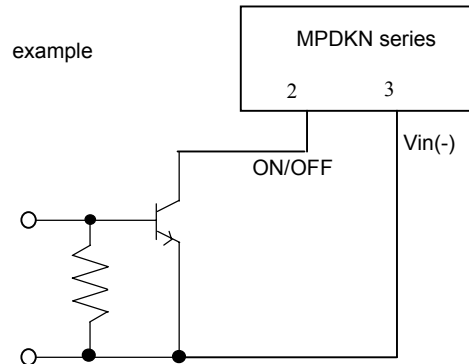 MPDKN series
example
2 3
Vin(-)
ON/OFF